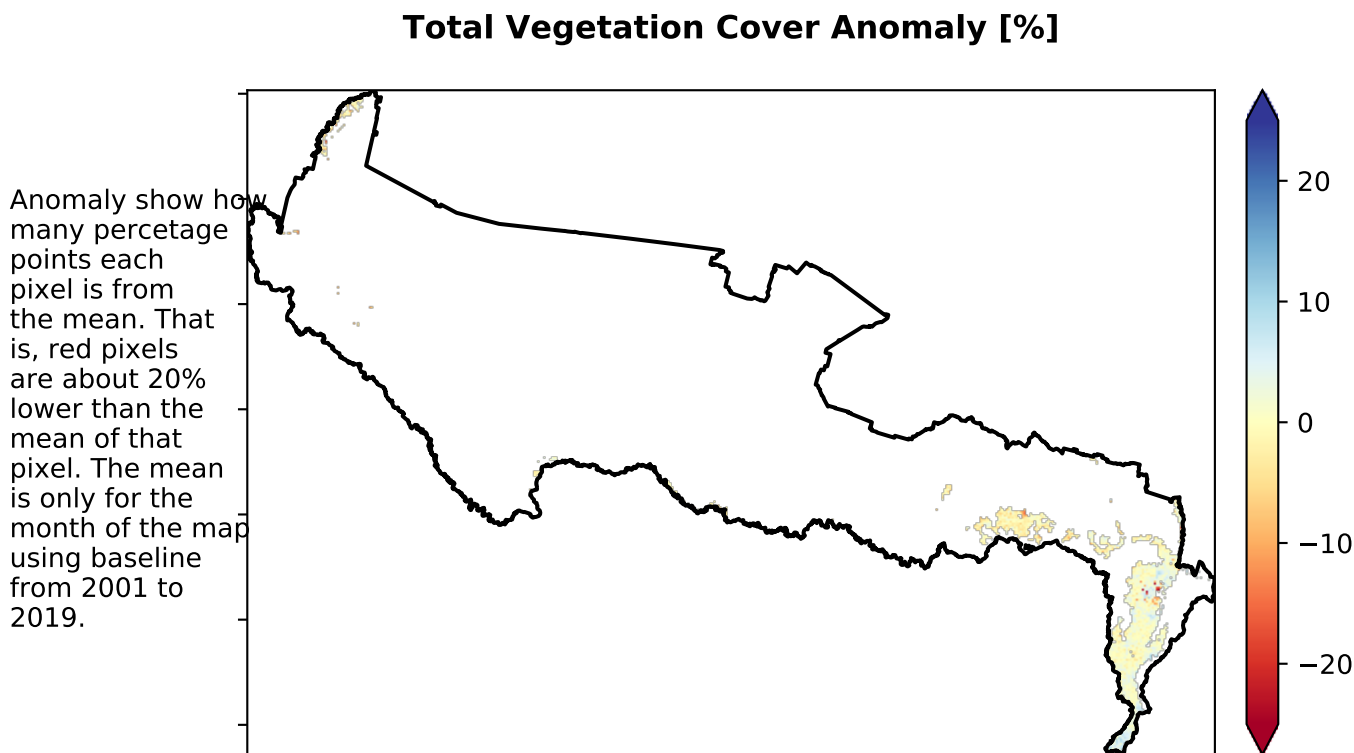 Total Vegetation Cover Anomaly [%]
Anomaly show how
many percetage
points each
pixel is from
the mean. That
is, red pixels
are about 20%
lower than the
mean of that
pixel. The mean
is only for the
month of the map
using baseline
from 2001 to
2019.
20
10
0
−10
−20